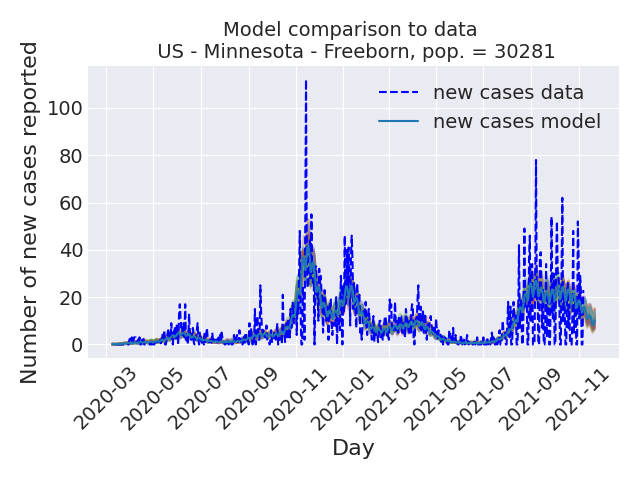 Model comparison to data
US - Minnesota - Freeborn, pop. = 30281
Number of new cases reported
100
80
60
40
20
0
new cases data
new cases model
2020-03
2020-05
2020-07
2020-09
2020-11
2021-01
2021-03
2021-05
2021-07
2021-09
2021-11
Day